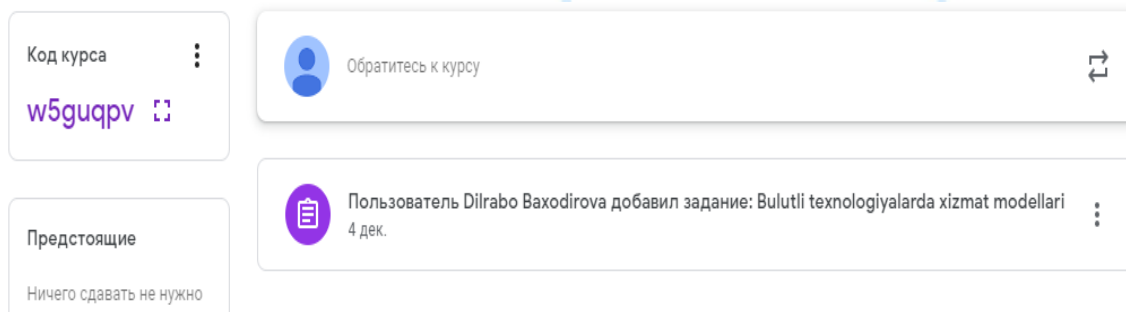 Код курса
w5guqpv
Обратитесь к курсу
Пользователь Dilrabo Baxodirova добавил задание: Bulutli texnologiyalarda xizmat modellari
4 дек.
Предстоящие
Ничего сдавать не нужно